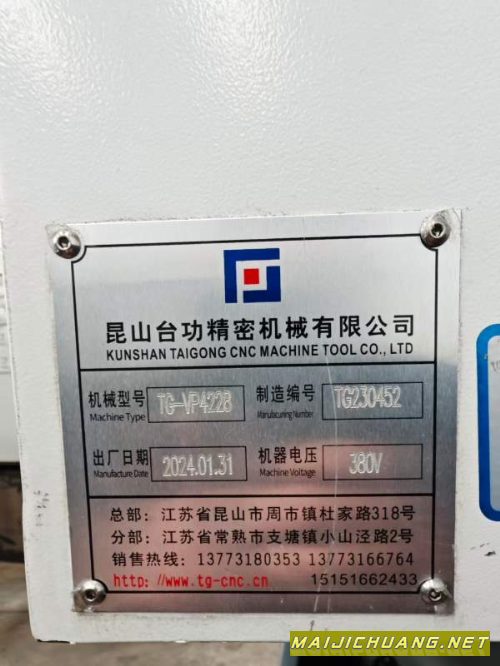 昆山台功精密机械有限公司
KUNSHAN TAIGONG CNC MACHINE TOOL CO., LTD
机械型号 TG-VP4228 制造编号 TG230452
Machine Type Manufacturing Number
出厂日期 2024.01.31 机器电压 380V
Manufacture Date Machine Voltage
总部：江苏省昆山市周市镇杜家路318号
分部：江苏省常熟市支塘镇小山泾路2号
销售热线：13773180353 13773166764
http://www.tg-cnc.cn 15151662433
MAIJICHUANG.NET